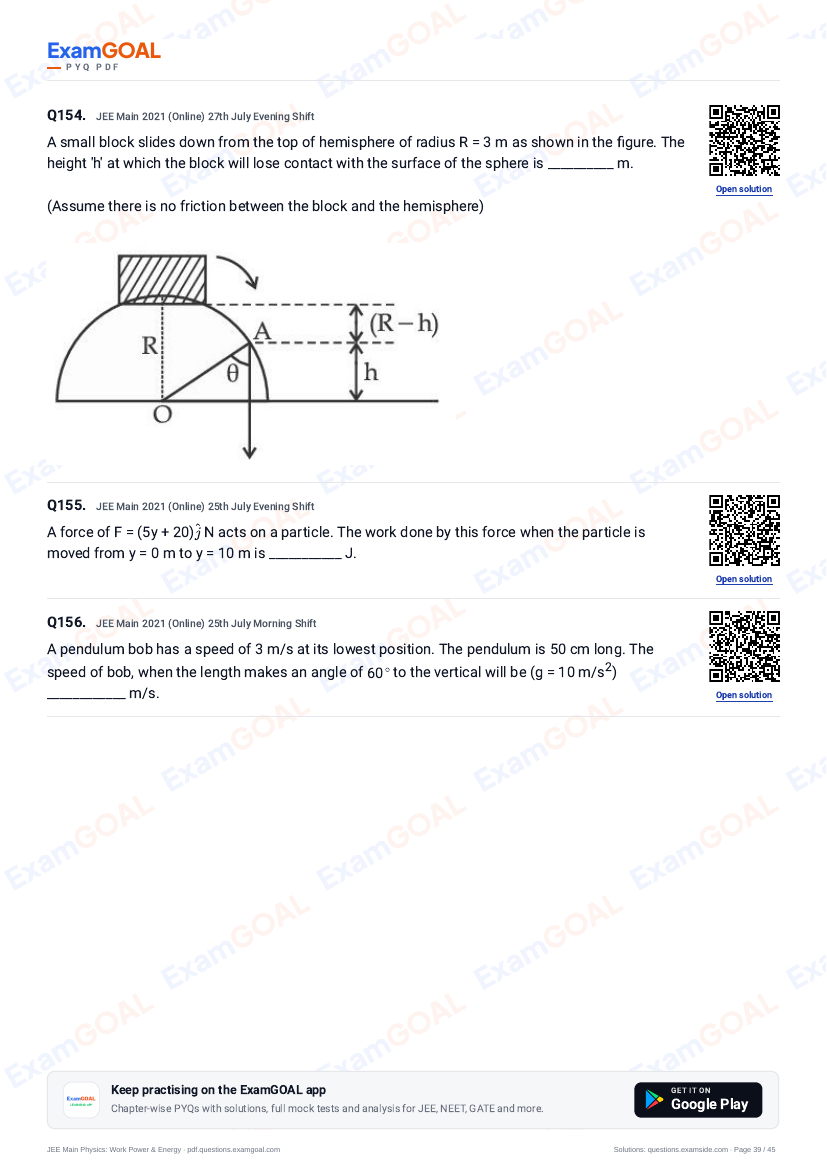 ExamGOAL
PYQ PDF
Q154. JEE Main 2021 (Online) 27th July Evening Shift
A small block slides down from the top of hemisphere of radius R = 3 m as shown in the figure. The
height 'h' at which the block will lose contact with the surface of the sphere is __________ m.
Open solution
(Assume there is no friction between the block and the hemisphere)
R
A
θ
O
(R – h)
h
Q155. JEE Main 2021 (Online) 25th July Evening Shift
A force of F = (5y + 20)ĵ N acts on a particle. The work done by this force when the particle is
moved from y = 0 m to y = 10 m is ___________ J.
Open solution
Q156. JEE Main 2021 (Online) 25th July Morning Shift
A pendulum bob has a speed of 3 m/s at its lowest position. The pendulum is 50 cm long. The
speed of bob, when the length makes an angle of 60° to the vertical will be (g = 10 m/s²)
____________ m/s.
Open solution
ExamGOAL
Keep practising on the ExamGOAL app
Chapter-wise PYQs with solutions, full mock tests and analysis for JEE, NEET, GATE and more.
GET IT ON
Google Play
JEE Main Physics: Work Power & Energy · pdf.questions.examgoal.com
Solutions: questions.examside.com · Page 39 / 45